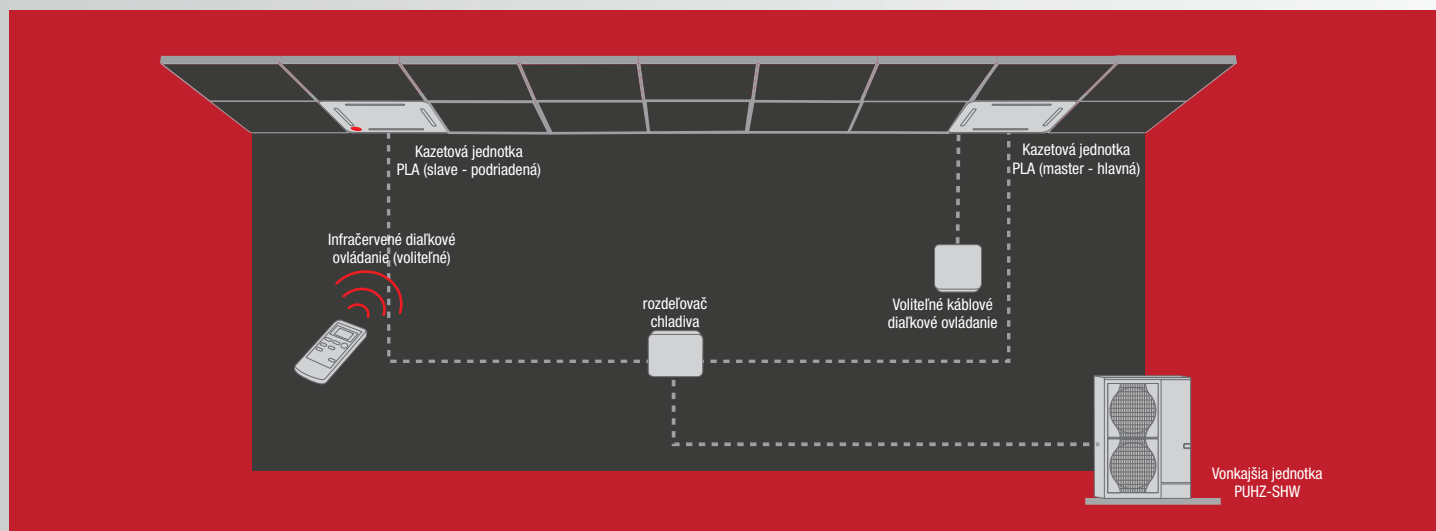 Kazetová jednotka
PLA (slave - podriadená)
Kazetová jednotka
PLA (master - hlavná)
Infračervené diaľkové
ovládanie (voliteľné)
rozdeľovač
chladiva
Voliteľné káblové
diaľkové ovládanie
Vonkajšia jednotka
PUHZ-SHW